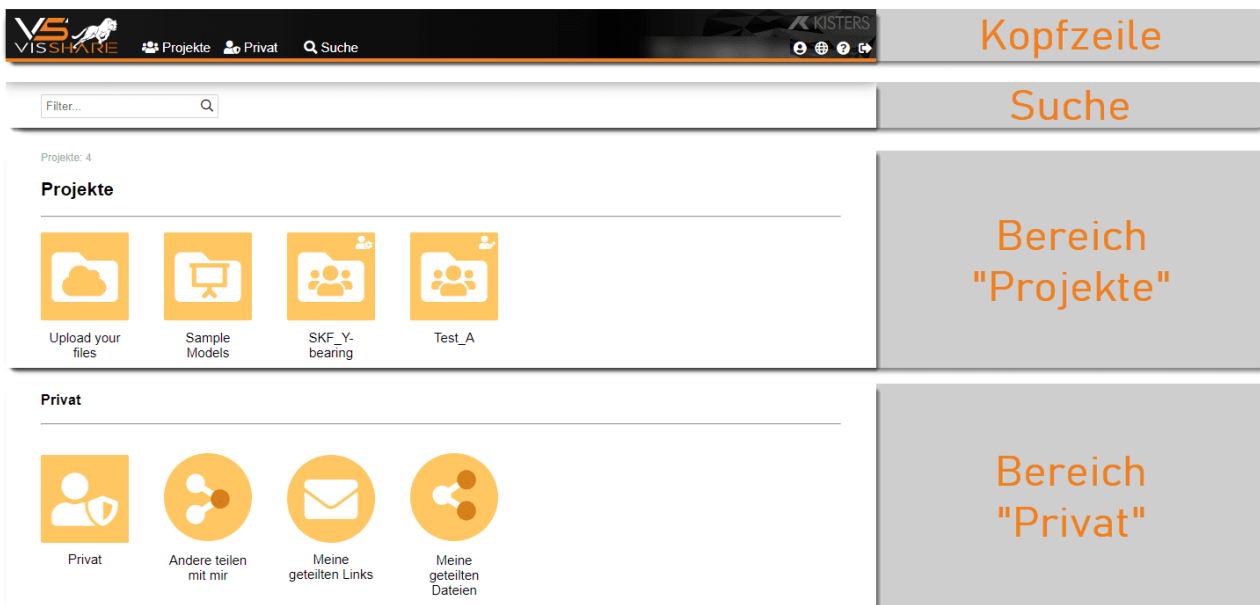 VS
VISSHARE
Projekte Privat Suche
KISTERS
Kopfzeile
Filter...
Suche
Projekte: 4
Projekte
Upload your
files
Sample
Models
SKF_Y-
bearing
Test_A
Bereich
"Projekte"
Privat
Privat
Andere teilen
mit mir
Meine
geteilten Links
Meine
geteilten
Dateien
Bereich
"Privat"